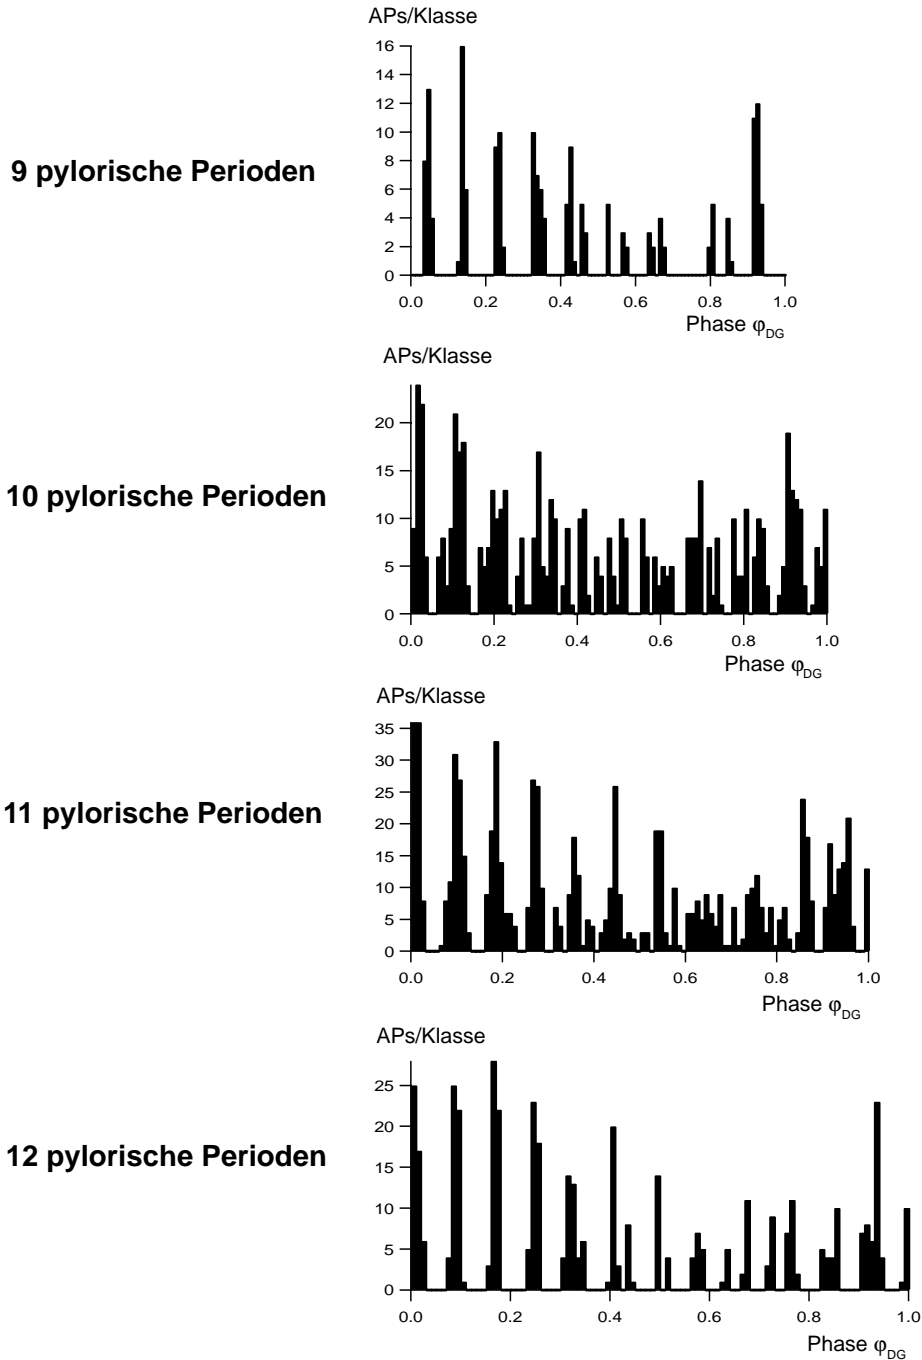 APs/Klasse
16
14
12
10
8
6
4
2
0
9 pylorische Perioden
0.0 0.2 0.4 0.6 0.8 1.0
Phase φDG
APs/Klasse
20
15
10
5
0
10 pylorische Perioden
0.0 0.2 0.4 0.6 0.8 1.0
Phase φDG
APs/Klasse
35
30
25
20
15
10
5
0
11 pylorische Perioden
0.0 0.2 0.4 0.6 0.8 1.0
Phase φDG
APs/Klasse
25
20
15
10
5
0
12 pylorische Perioden
0.0 0.2 0.4 0.6 0.8 1.0
Phase φDG